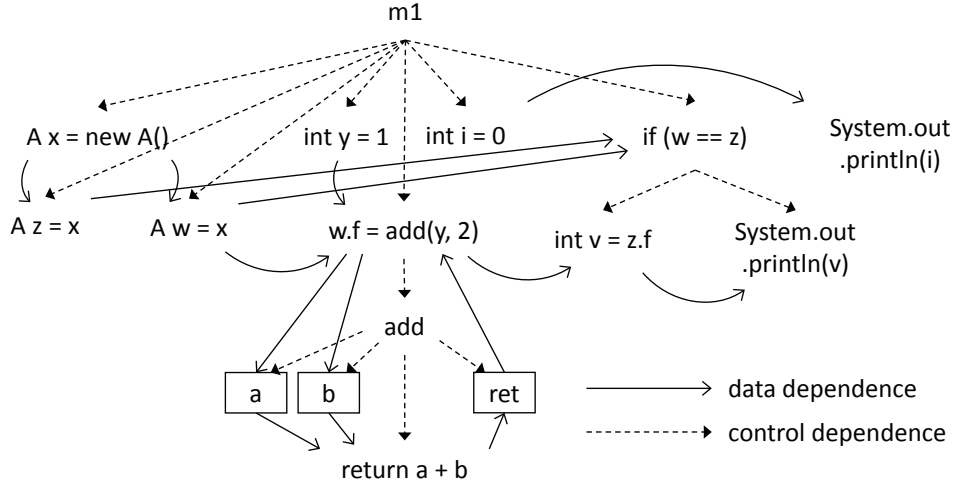 m1
A x = new A()
int y = 1
int i = 0
if (w == z)
System.out
.println(i)
A z = x
A w = x
w.f = add(y, 2)
int v = z.f
System.out
.println(v)
add
a
b
ret
return a + b
data dependence
control dependence